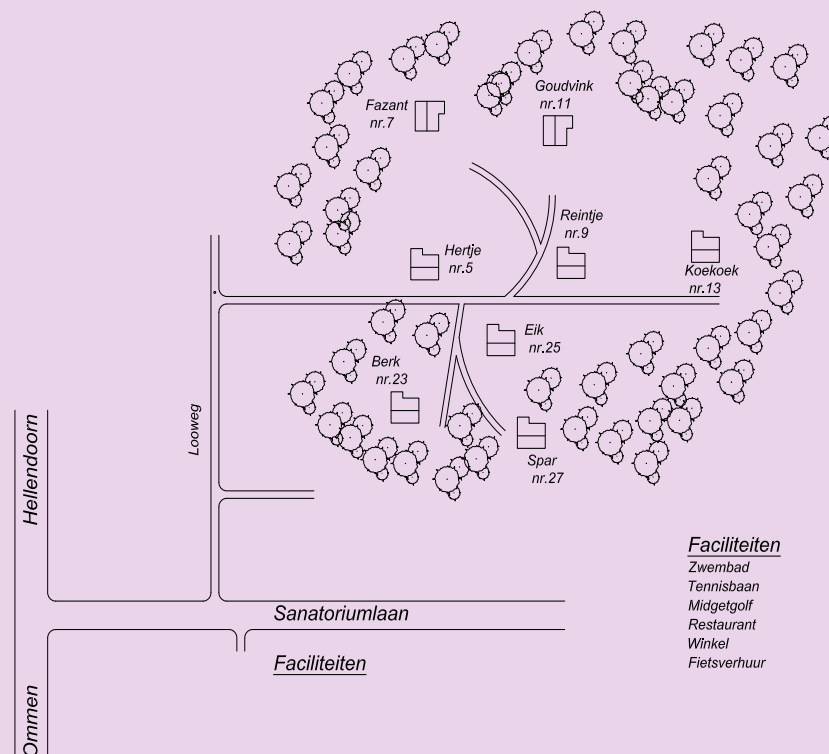 Goudvink
nr.11
Fazant
nr.7
Reintje
nr.9
Hertje
nr.5
Koekoek
nr.13
Eik
nr.25
Berk
nr.23
Spar
nr.27
Looweg
Hellendoorn
Ommen
Sanatoriumlaan
Faciliteiten
Faciliteiten
Zwembad
Tennisbaan
Midgetgolf
Restaurant
Winkel
Fietsverhuur